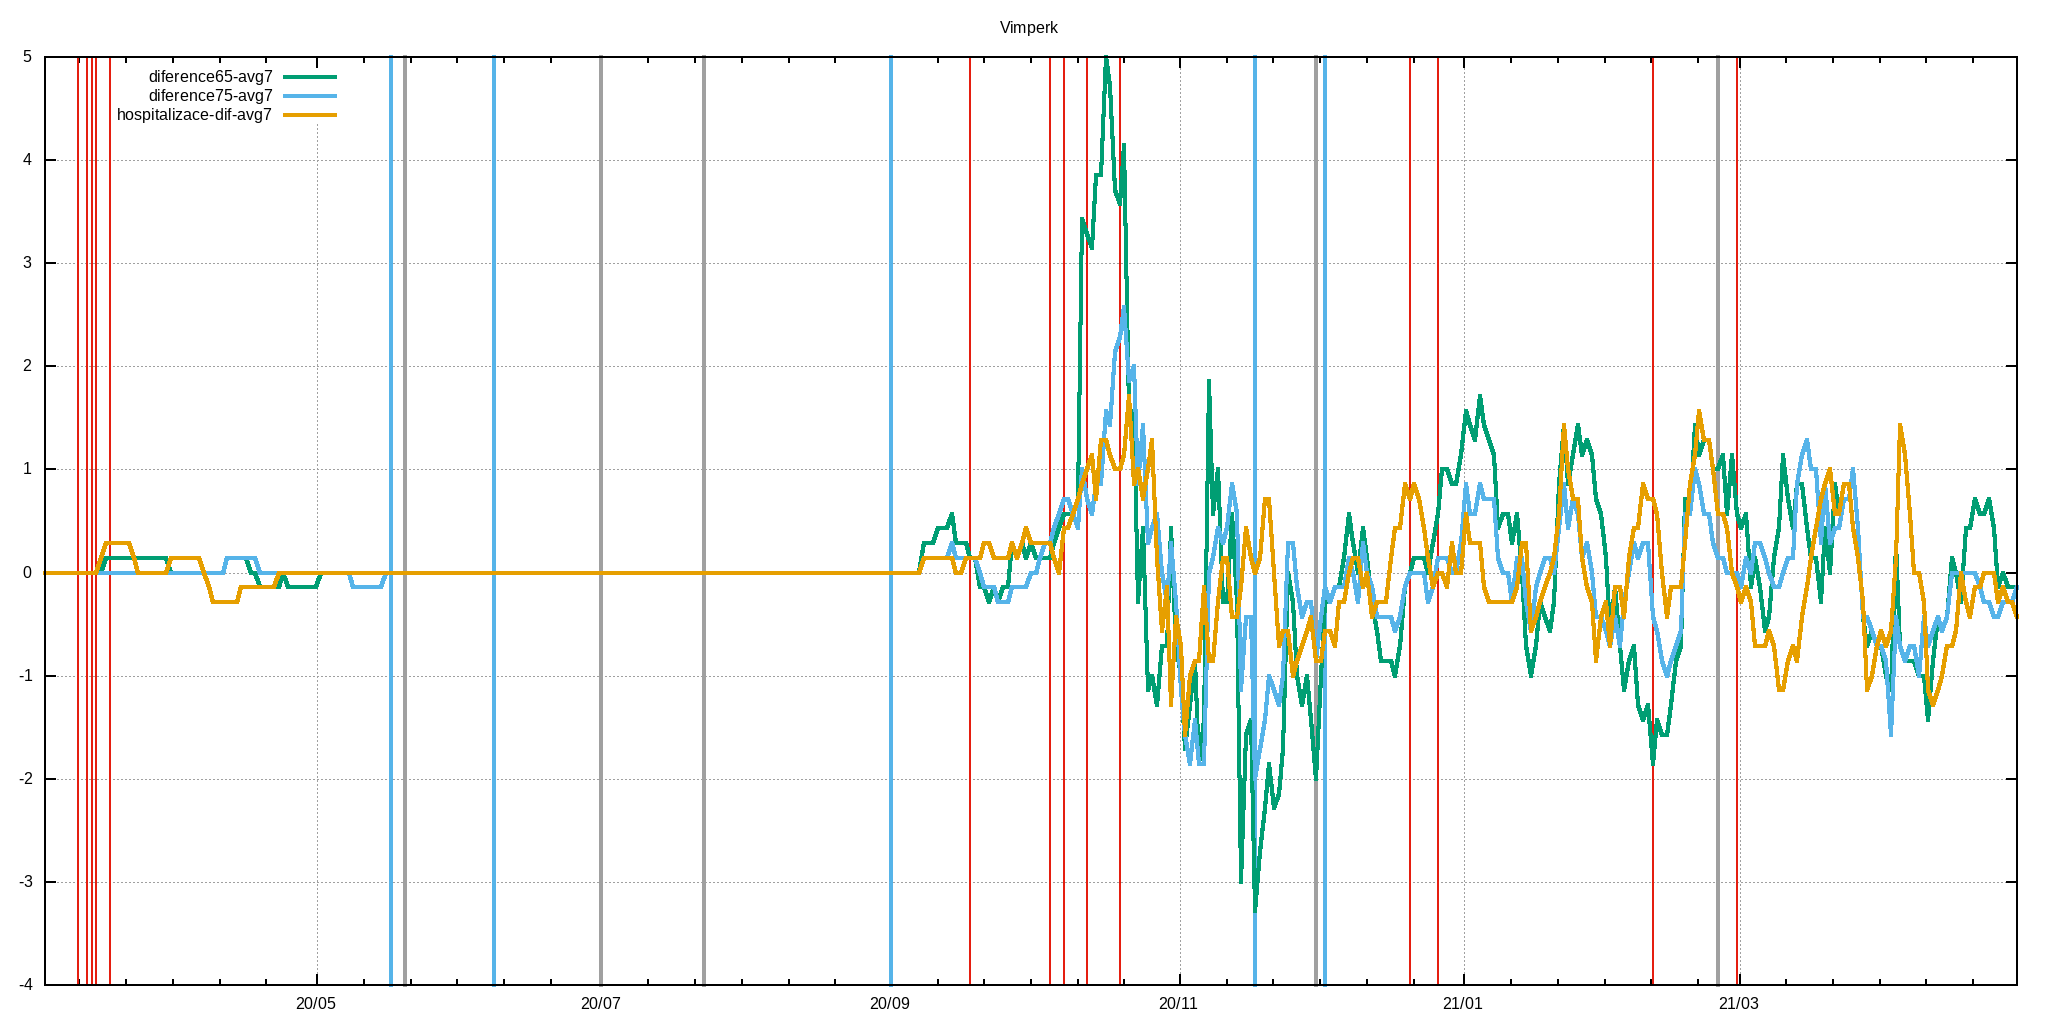 Vimperk
diference65-avg7
diference75-avg7
hospitalizace-dif-avg7
5
4
3
2
1
0
-1
-2
-3
-4
20/05 20/07 20/09 20/11 21/01 21/03